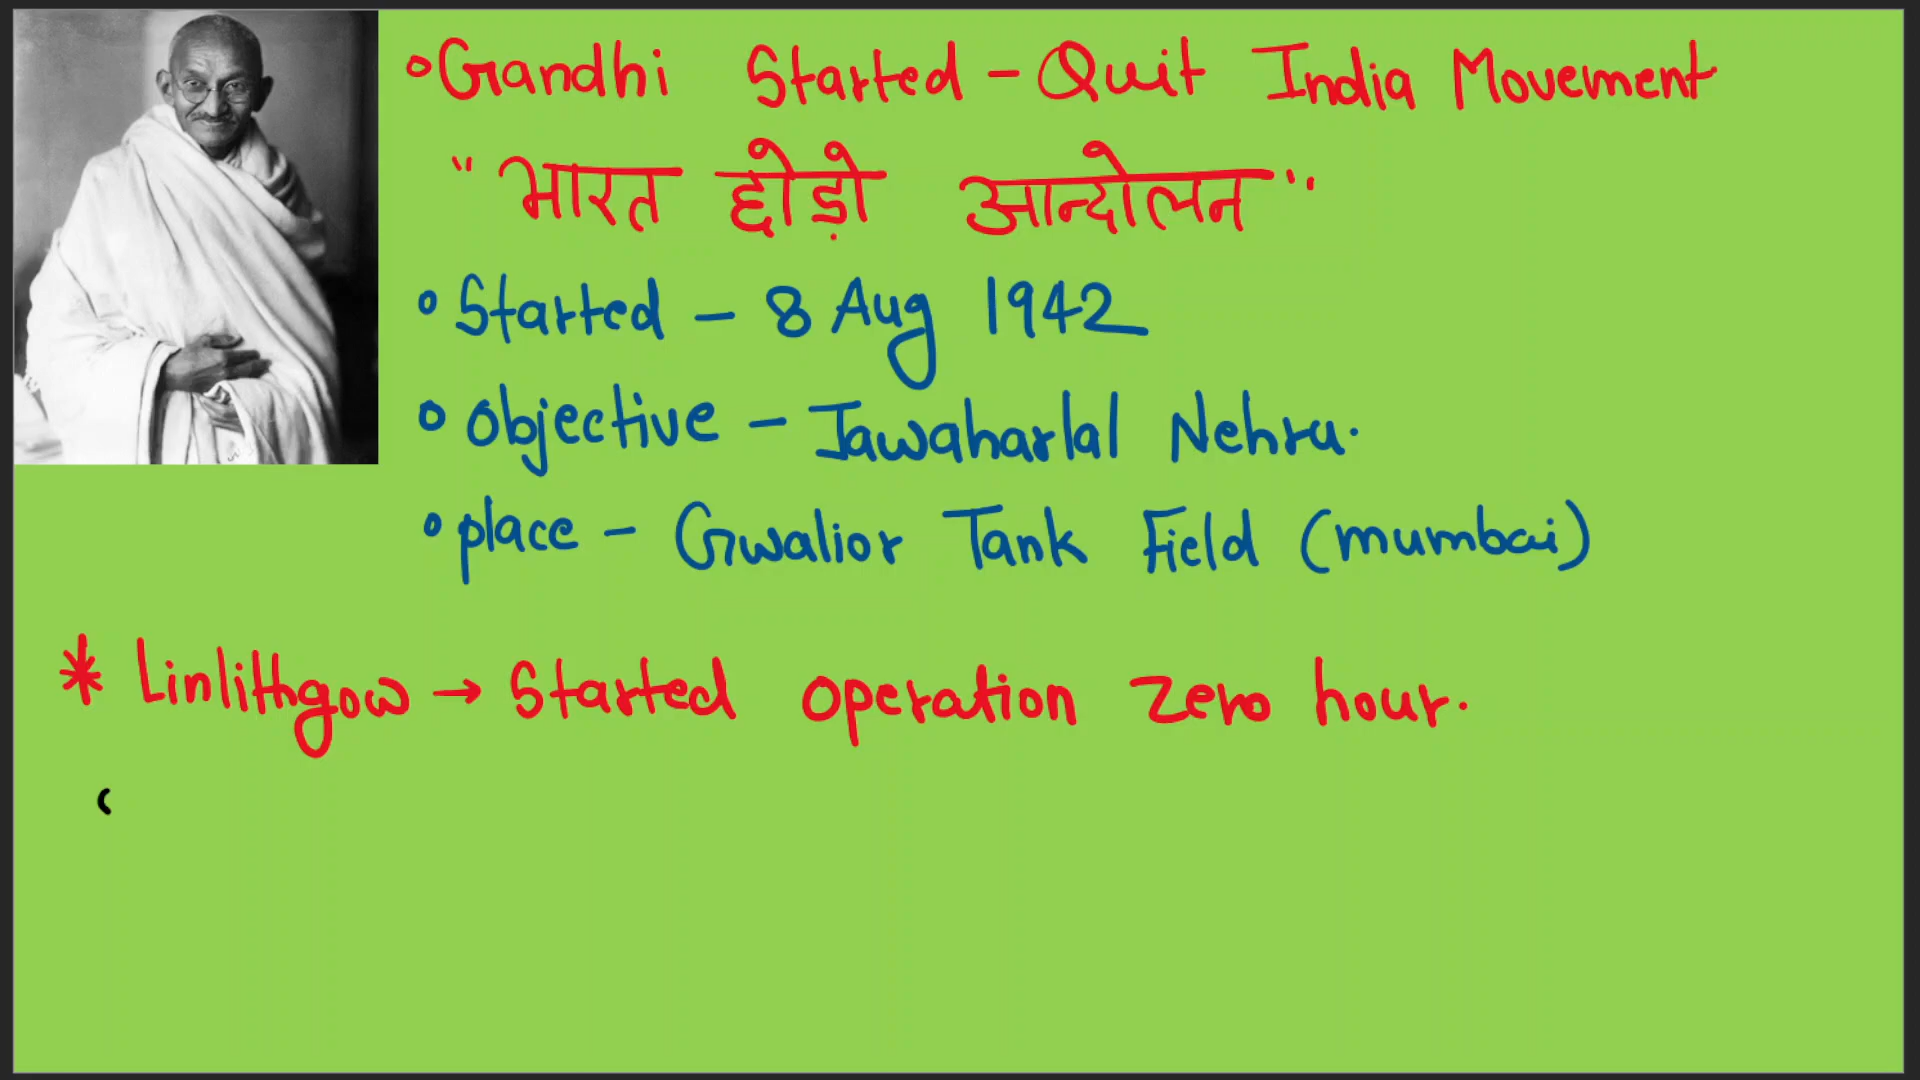 Gandhi Started - Quit India Movement
"भारत छोड़ो आन्दोलन"
Started - 8 Aug 1942
Objective - Jawaharlal Nehru.
place - Gwalior Tank Field (mumbai)
* Linlithgow → Started operation Zero hour.